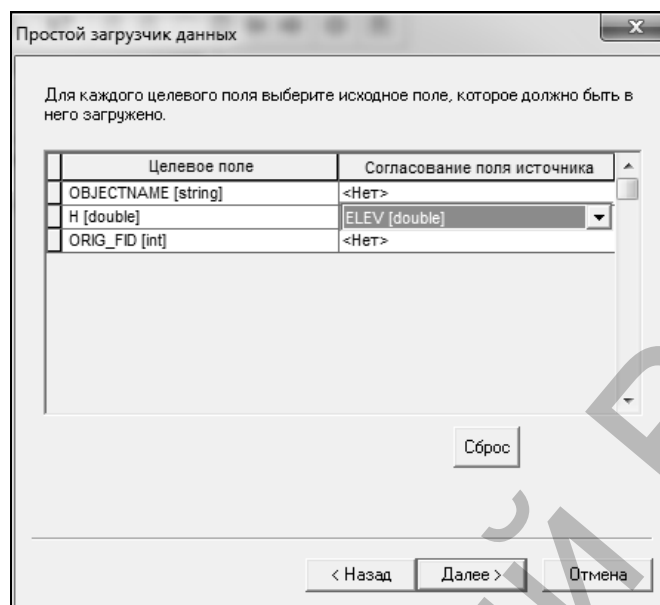 Простой загрузчик данных
Для каждого целевого поля выберите исходное поле, которое должно быть в
него загружено.
Целевое поле Согласование поля источника
OBJECTNAME [string] <Нет>
H [double] ELEV [double]
ORIG_FID [int] <Нет>
Сброс
< Назад Далее > Отмена